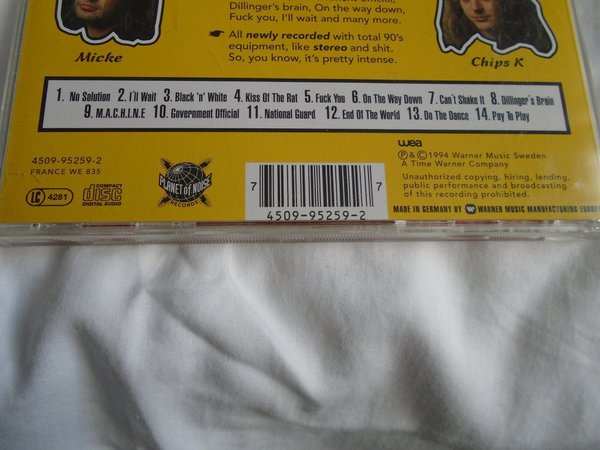 Dillinger's brain, On the way down,
Fuck you, I'll wait and many more.
All newly recorded with total 90's
equipment, like stereo and shit.
So, you know, it's pretty intense.
Micke
Chips K
1. No Solution 2. I'll Wait 3. Black 'n' White 4. Kiss Of The Rat 5. Fuck You 6. On The Way Down 7. Can't Shake It 8. Dillinger's Brain
9. M.A.C.H.I.N.E 10. Government Official 11. National Guard 12. End Of The World 13. Do The Dance 14. Pay To Play
4509-95259-2
FRANCE WE 835
LC 4281
COMPACT
disc
DIGITAL AUDIO
PLANET OF NOISE
RECORDS
7 7
4509-95259-2
wea
℗ & © 1994 Warner Music Sweden
A Time Warner Company
Unauthorized copying, hiring, lending,
public performance and broadcasting
of this recording prohibited.
MADE IN GERMANY BY WARNER MUSIC MANUFACTURING EUROPE